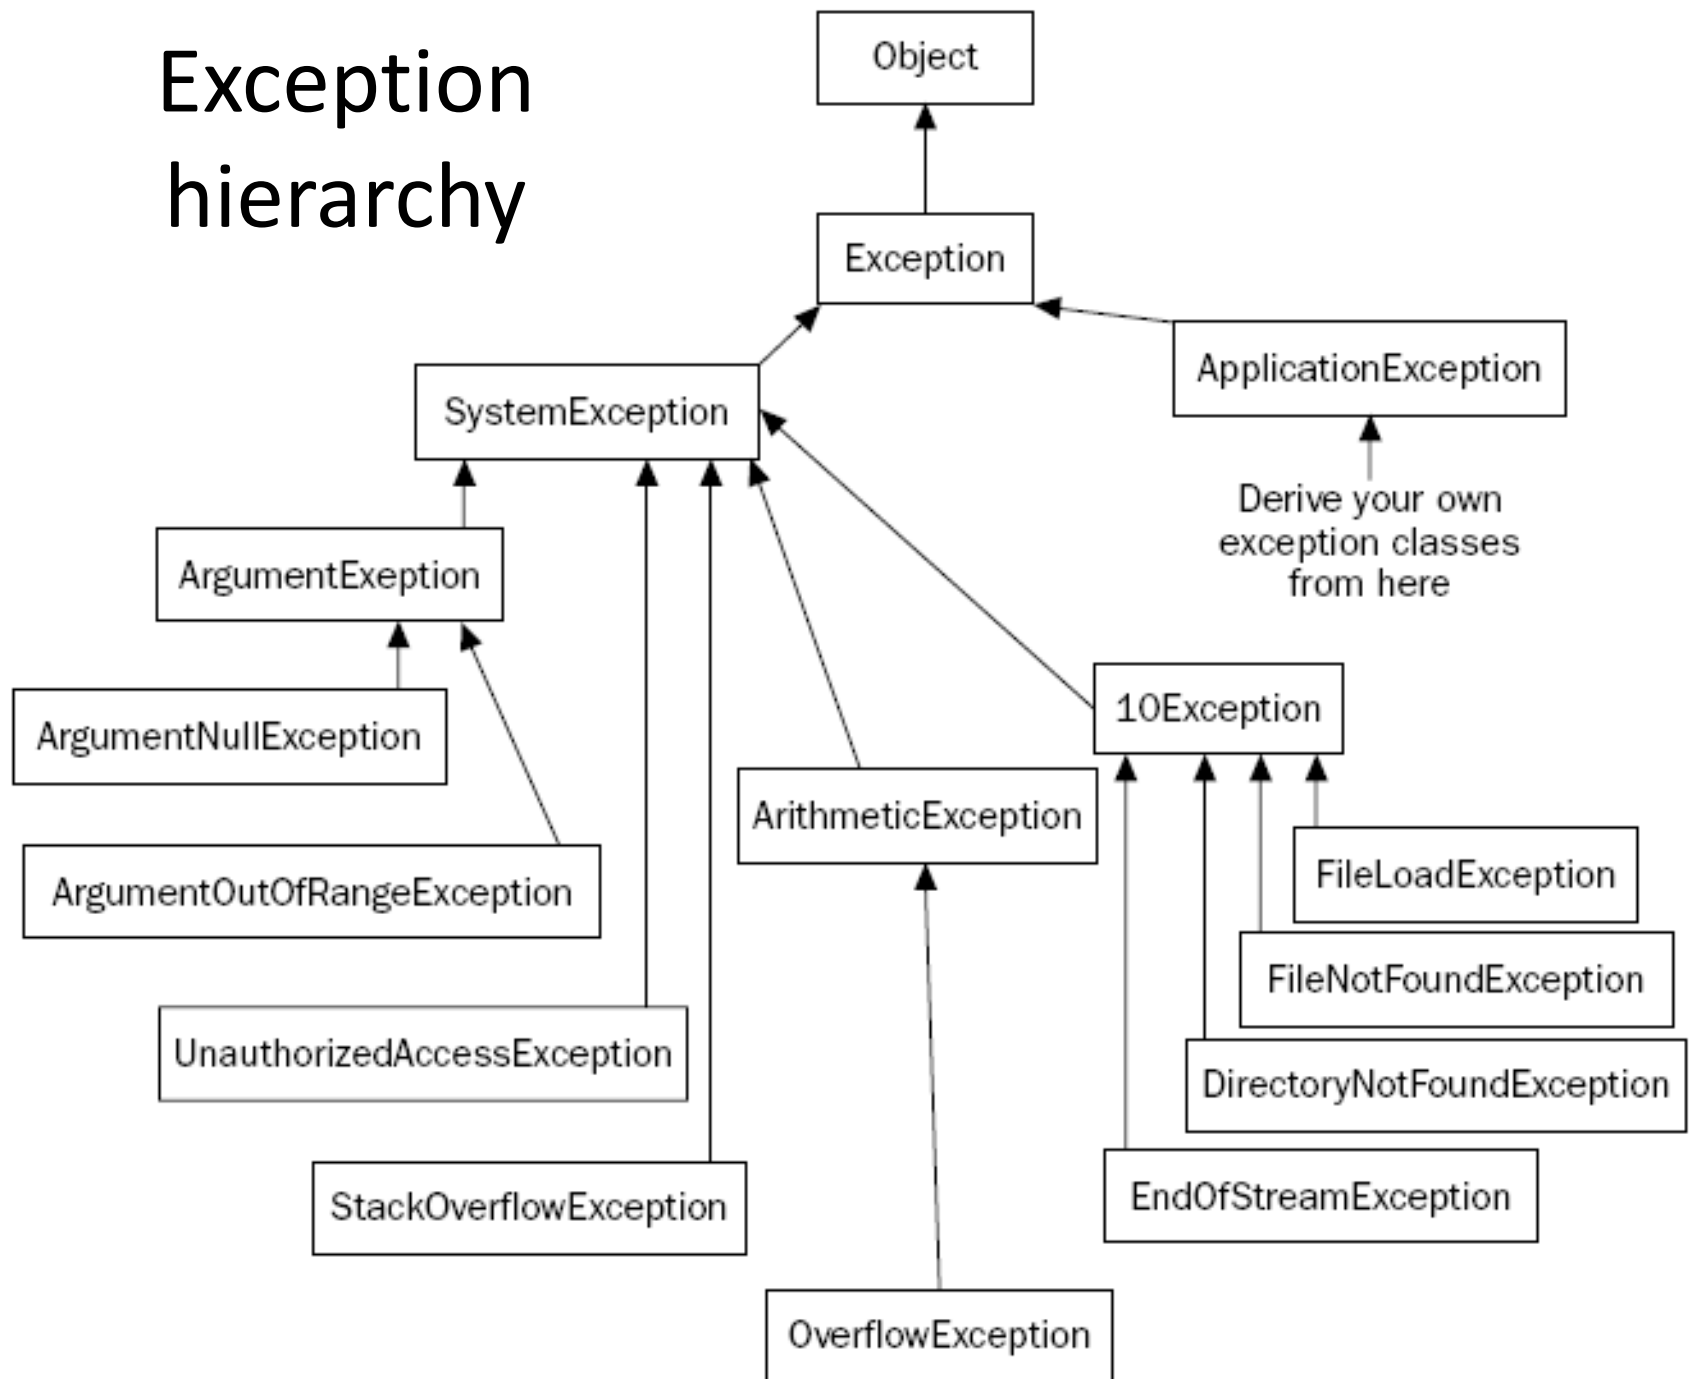 Exception
hierarchy
Object
Exception
ApplicationException
SystemException
Derive your own
exception classes
from here
ArgumentExeption
10Exception
ArgumentNullException
ArithmeticException
FileLoadException
ArgumentOutOfRangeException
FileNotFoundException
UnauthorizedAccessException
DirectoryNotFoundException
StackOverflowException
EndOfStreamException
OverflowException